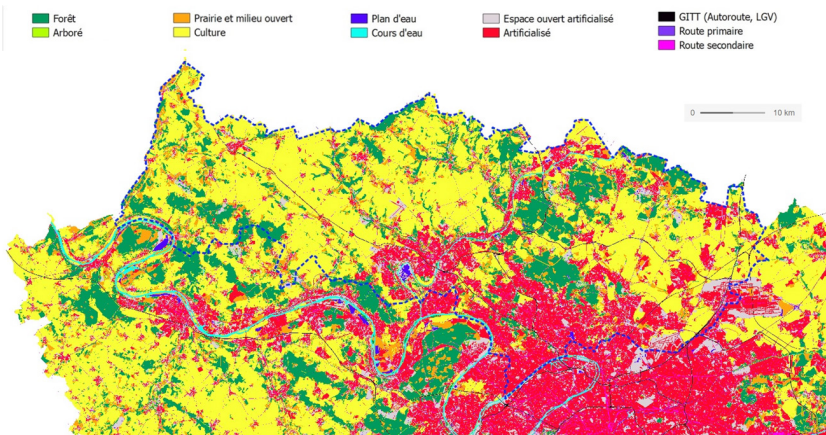 Forêt
Arboré
Prairie et milieu ouvert
Culture
Plan d'eau
Cours d'eau
Espace ouvert artificialisé
Artificialisé
GITT (Autoroute, LGV)
Route primaire
Route secondaire
0 10 km